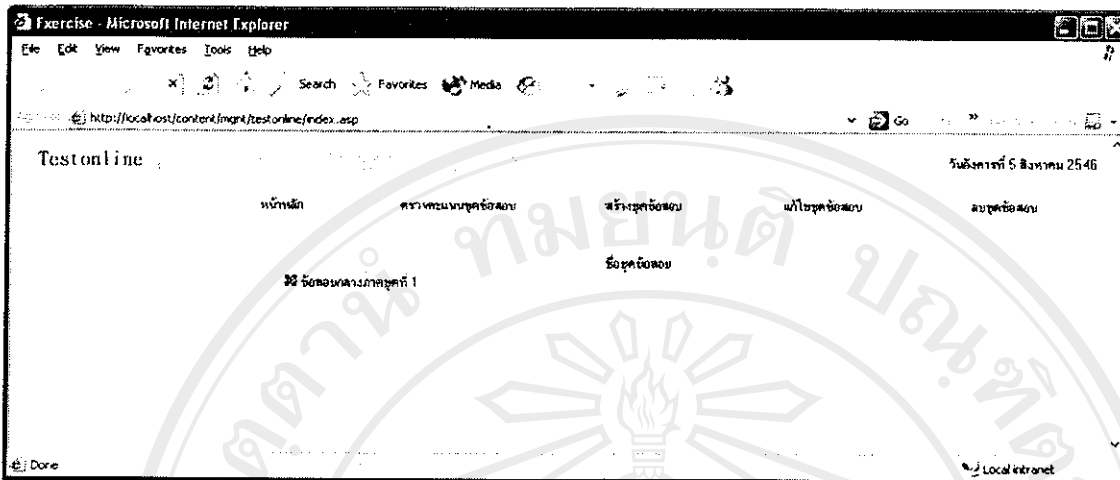 Exercise - Microsoft Internet Explorer
File Edit View Favorites Tools Help
Search Favorites Media
http://localhost/content/mgnt/testonline/index.asp Go »
Testonline วันอังคารที่ 5 สิงหาคม 2546
หน้าหลัก ตรวจคะแนนชุดข้อสอบ สร้างชุดข้อสอบ แก้ไขชุดข้อสอบ ลบชุดข้อสอบ
ชื่อชุดข้อสอบ
ข้อสอบกลางภาคชุดที่ 1
Done Local intranet